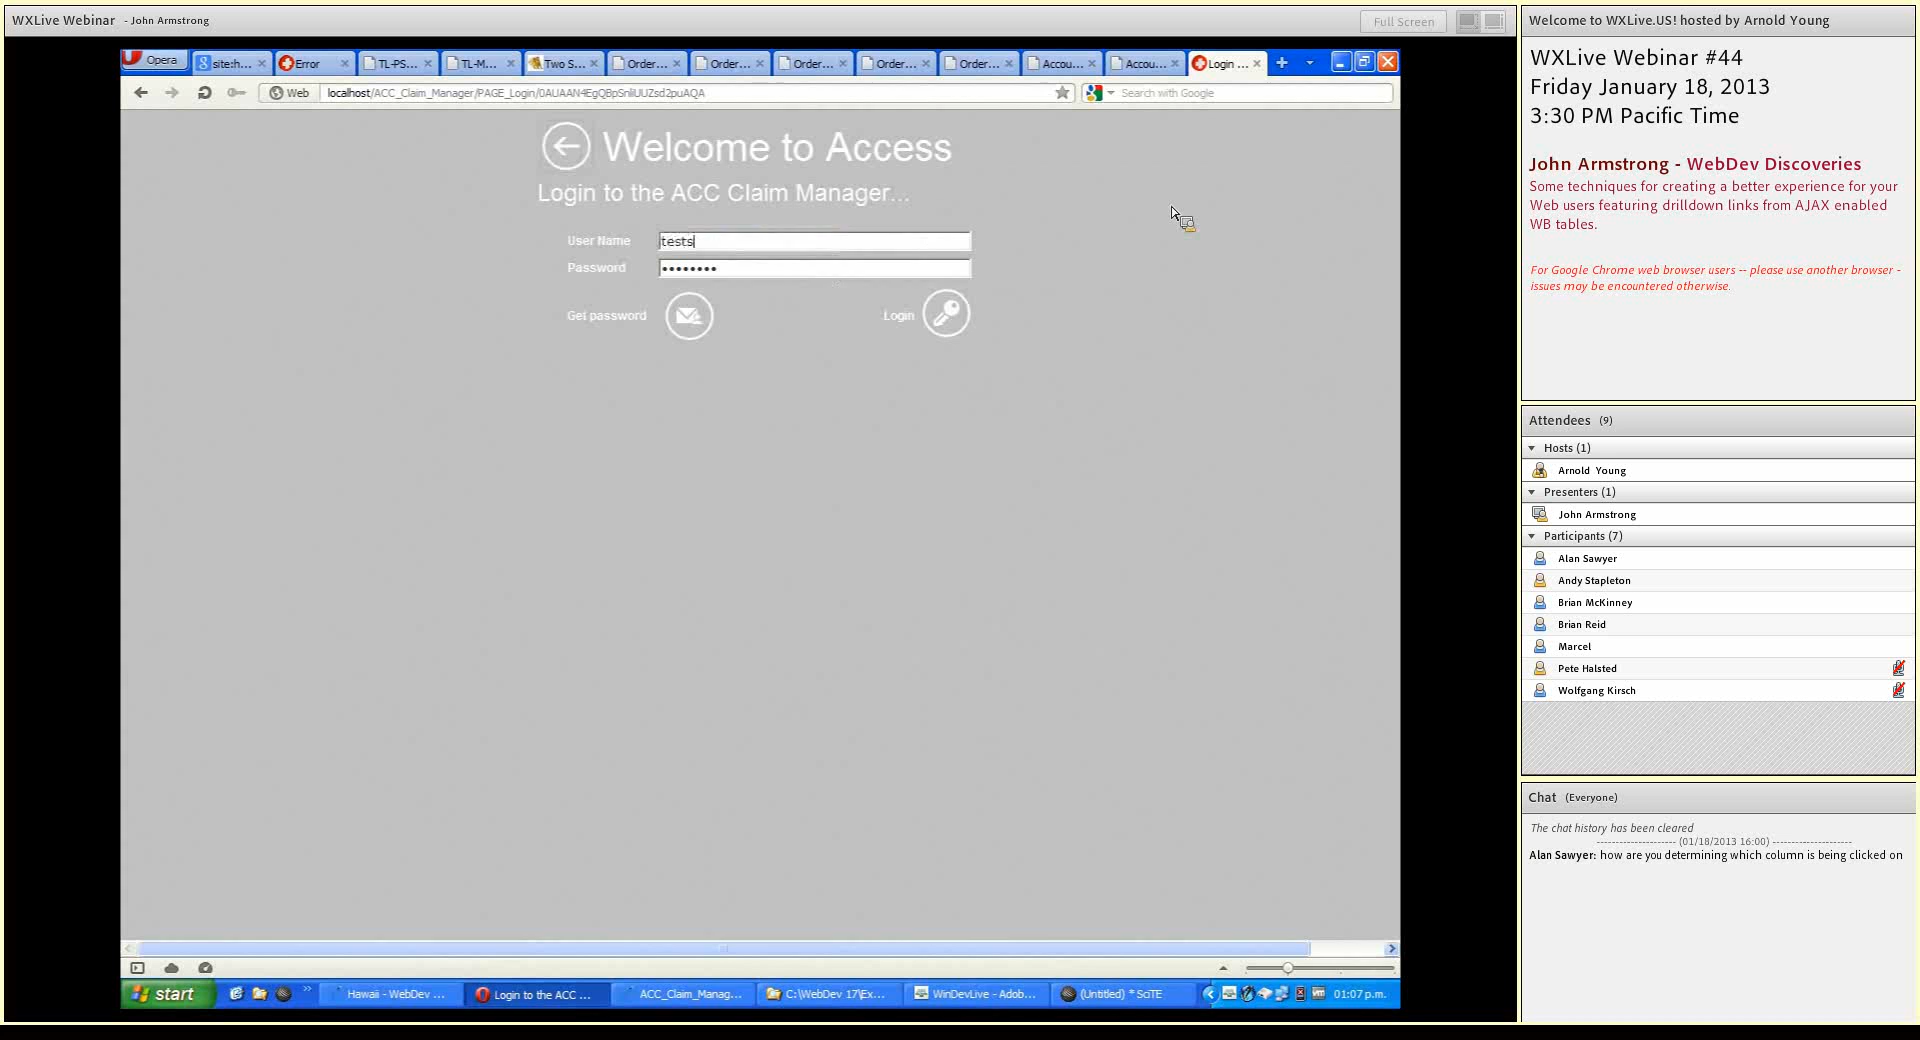 WXLive Webinar - John Armstrong
Full Screen
Opera
site:h...
Error
TL-PS...
TL-M...
Two S...
Order...
Order...
Order...
Order...
Order...
Accou...
Accou...
Login ...
Web
Search with Google
Welcome to Access
Login to the ACC Claim Manager...
User Name
tests
Password
••••••••
Get password
Login
start
Hawaii - WebDev ...
Login to the ACC ...
ACC_Claim_Manag...
C:\WebDev 17\Ex...
WinDevLive - Adob...
(Untitled) * SciTE
01:07 p.m.
Welcome to WXLive.US! hosted by Arnold Young
WXLive Webinar #44
Friday January 18, 2013
3:30 PM Pacific Time
John Armstrong - WebDev Discoveries
Some techniques for creating a better experience for your
Web users featuring drilldown links from AJAX enabled
WB tables.
For Google Chrome web browser users -- please use another browser -
issues may be encountered otherwise.
Attendees (9)
Hosts (1)
Arnold Young
Presenters (1)
John Armstrong
Participants (7)
Alan Sawyer
Andy Stapleton
Brian McKinney
Brian Reid
Marcel
Pete Halsted
Wolfgang Kirsch
Chat (Everyone)
The chat history has been cleared
--------------------- (01/18/2013 16:00) ---------------------
Alan Sawyer: how are you determining which column is being clicked on